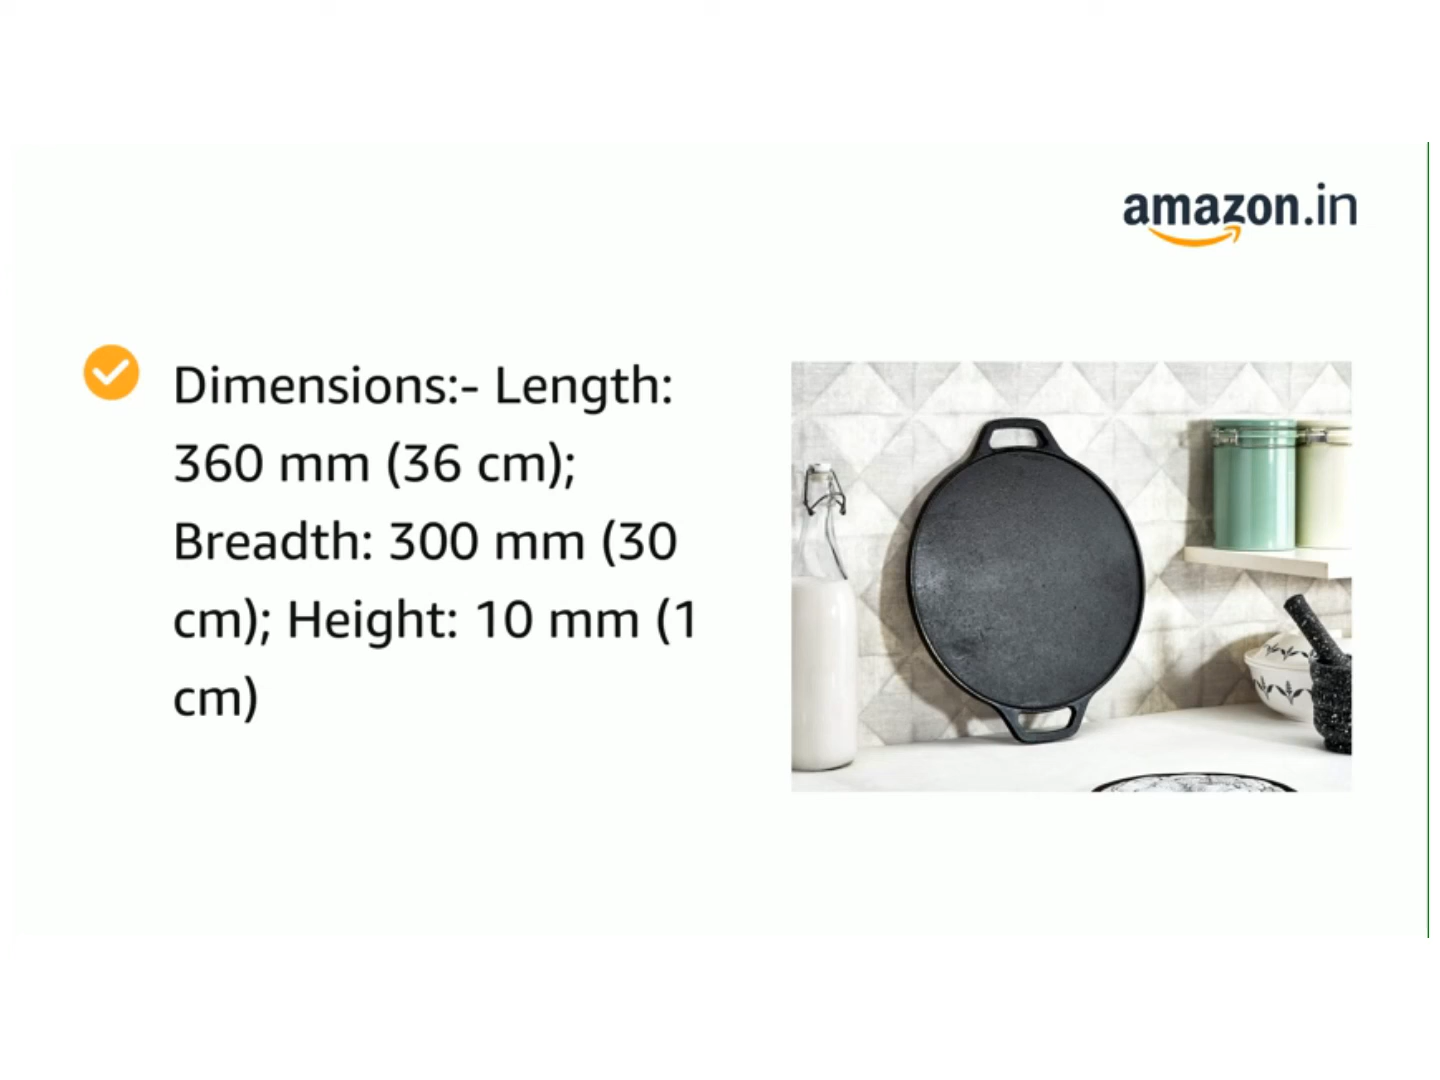 amazon.in
Dimensions:- Length:
360 mm (36 cm);
Breadth: 300 mm (30
cm); Height: 10 mm (1
cm)